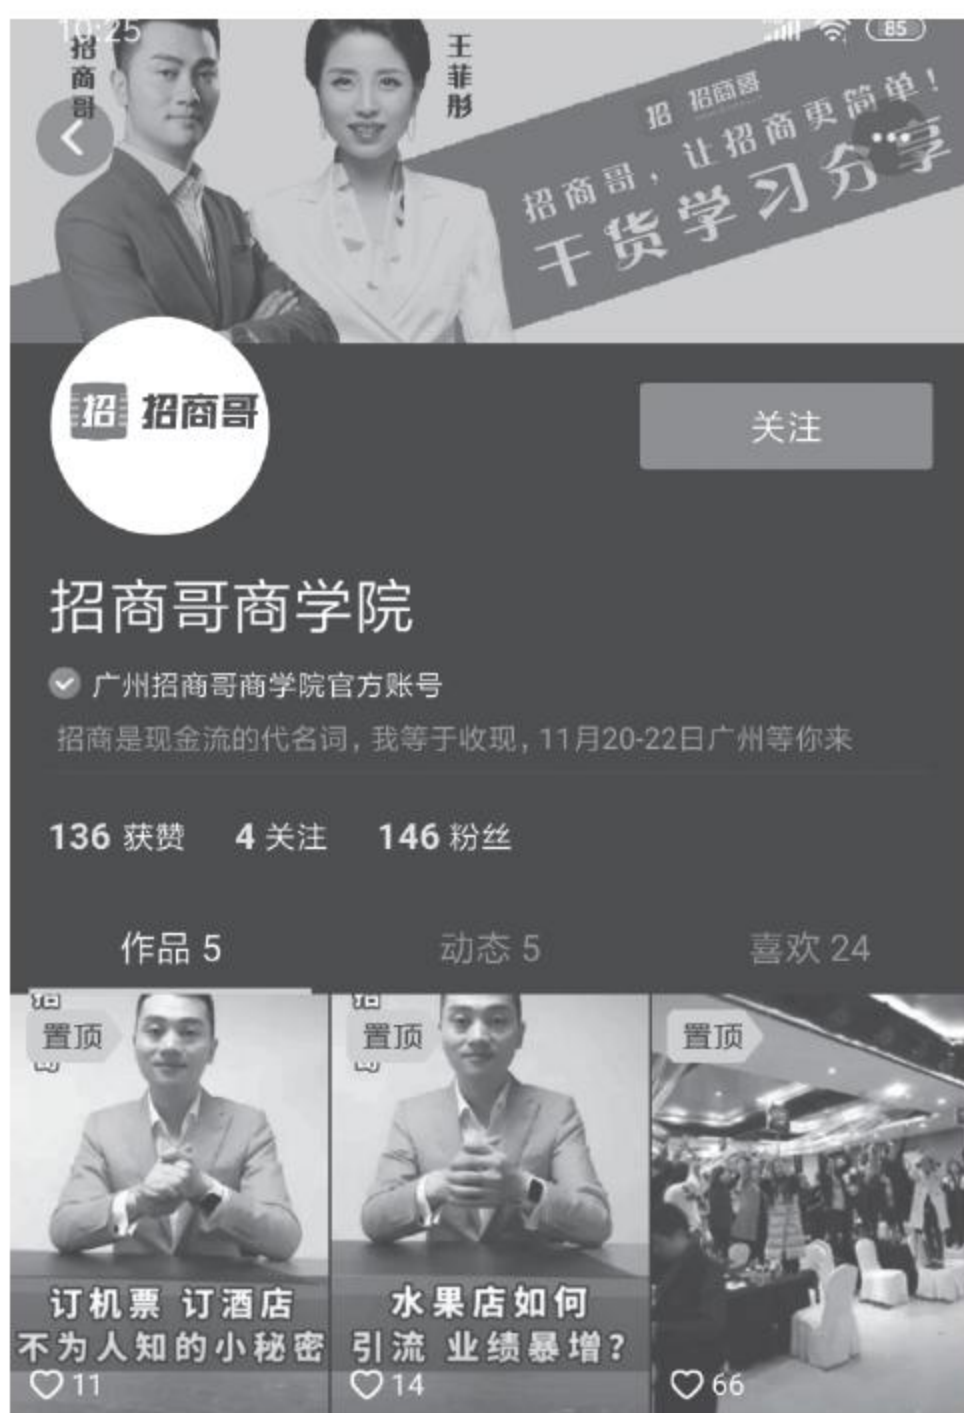 10:25
85
招商哥
王菲彤
招 招商哥
招商哥，让招商更简单！
干货学习分享
招 招商哥
关注
招商哥商学院
广州招商哥商学院官方账号
招商是现金流的代名词，我等于收现，11月20-22日广州等你来
136 获赞 4 关注 146 粉丝
作品 5 动态 5 喜欢 24
置顶
订机票 订酒店
不为人知的小秘密
11
置顶
水果店如何
引流 业绩暴增？
14
置顶
66